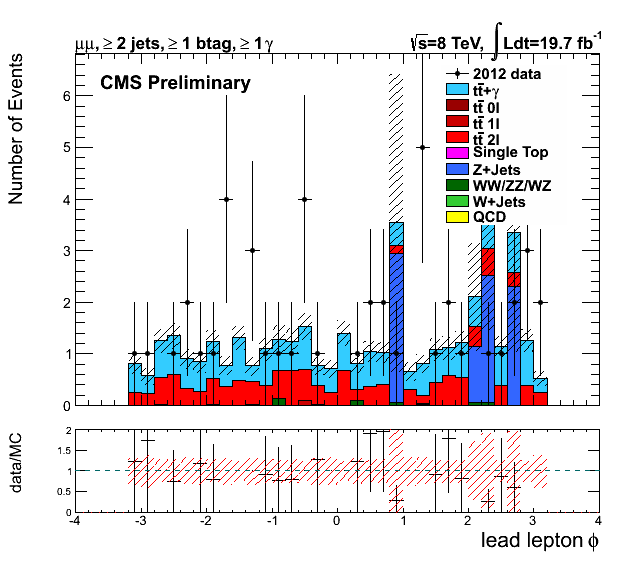 μμ, ≥ 2 jets, ≥ 1 btag, ≥ 1γ
√s=8 TeV, ∫ Ldt=19.7 fb⁻¹
CMS Preliminary
Number of Events
2012 data
tt̄+γ
tt̄ 0l
tt̄ 1l
tt̄ 2l
Single Top
Z+Jets
WW/ZZ/WZ
W+Jets
QCD
6
5
4
3
2
1
0
data/MC
2
1.5
1
0.5
0
-4 -3 -2 -1 0 1 2 3 4
lead lepton ϕ